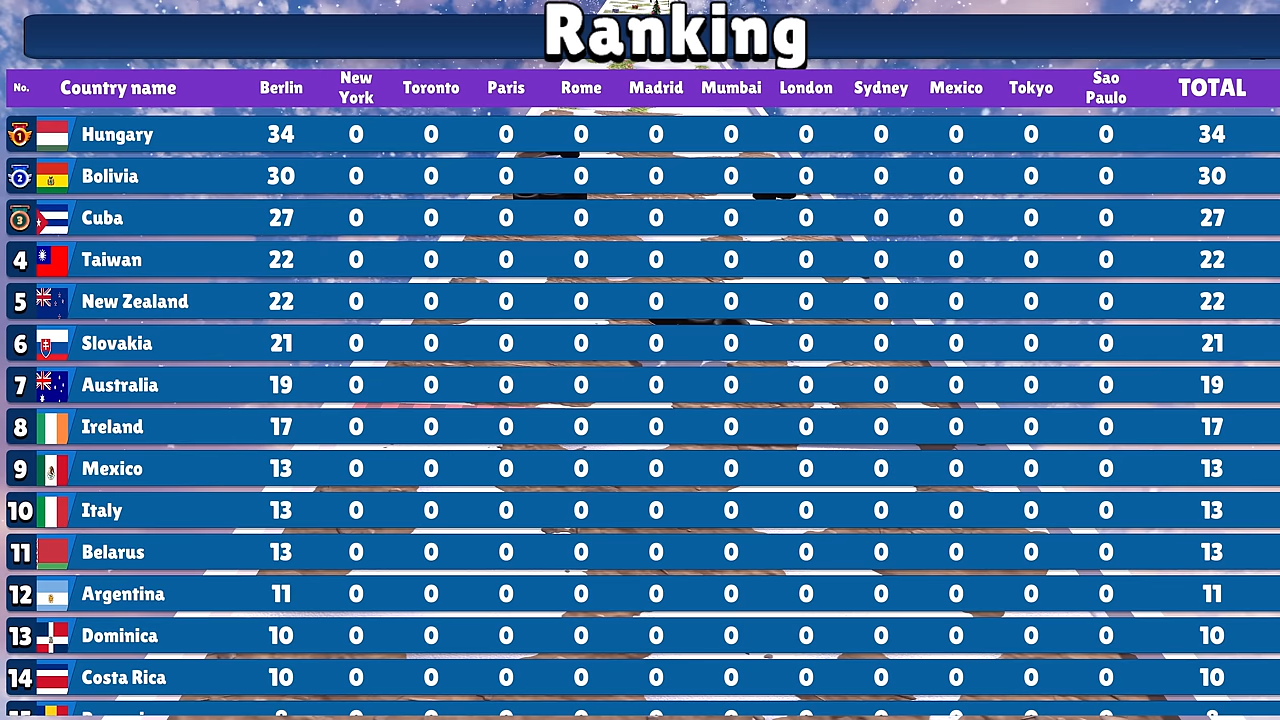 Ranking
No. Country name Berlin New York Toronto Paris Rome Madrid Mumbai London Sydney Mexico Tokyo Sao Paulo TOTAL
1 Hungary 34 0 0 0 0 0 0 0 0 0 0 0 34
2 Bolivia 30 0 0 0 0 0 0 0 0 0 0 0 30
3 Cuba 27 0 0 0 0 0 0 0 0 0 0 0 27
4 Taiwan 22 0 0 0 0 0 0 0 0 0 0 0 22
5 New Zealand 22 0 0 0 0 0 0 0 0 0 0 0 22
6 Slovakia 21 0 0 0 0 0 0 0 0 0 0 0 21
7 Australia 19 0 0 0 0 0 0 0 0 0 0 0 19
8 Ireland 17 0 0 0 0 0 0 0 0 0 0 0 17
9 Mexico 13 0 0 0 0 0 0 0 0 0 0 0 13
10 Italy 13 0 0 0 0 0 0 0 0 0 0 0 13
11 Belarus 13 0 0 0 0 0 0 0 0 0 0 0 13
12 Argentina 11 0 0 0 0 0 0 0 0 0 0 0 11
13 Dominica 10 0 0 0 0 0 0 0 0 0 0 0 10
14 Costa Rica 10 0 0 0 0 0 0 0 0 0 0 0 10